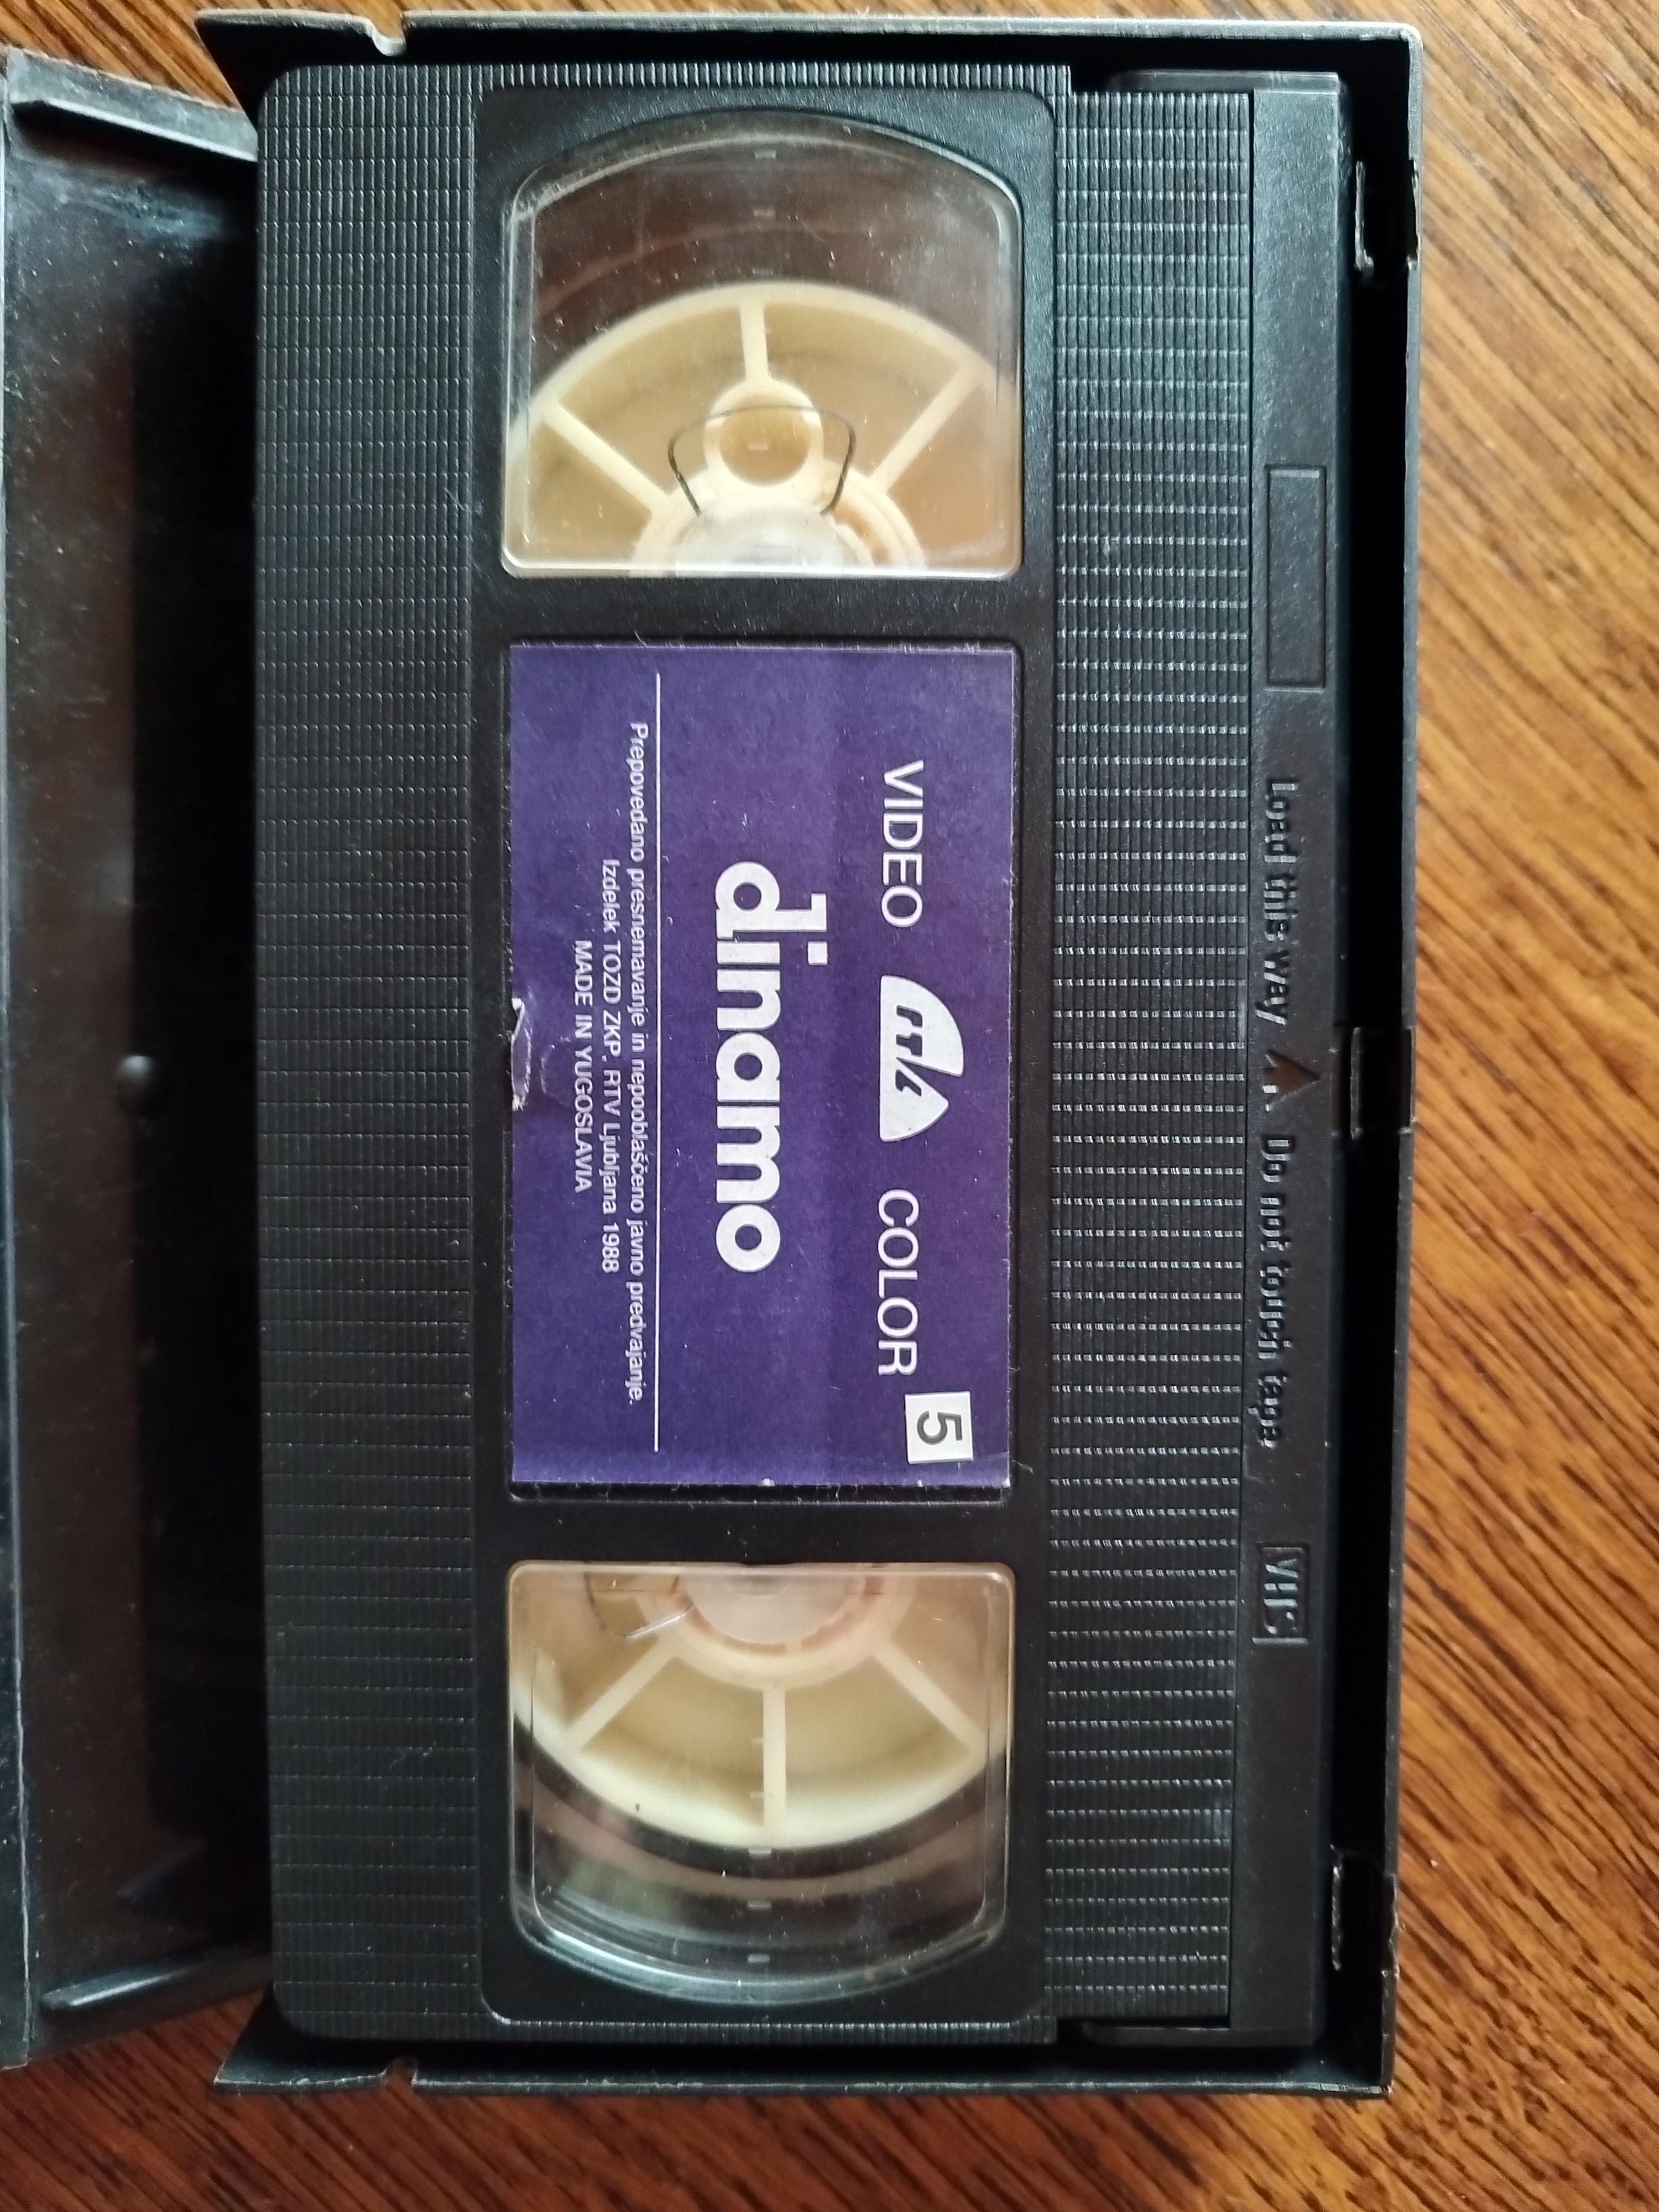 Load this way Do not touch tape. VHS
VIDEO rtl COLOR 5
dinamo
Prepovedano presnemavanje in nepooblaščeno javno predvajanje.
Izdelek TOZD ZKP, RTV Ljubljana 1988
MADE IN YUGOSLAVIA